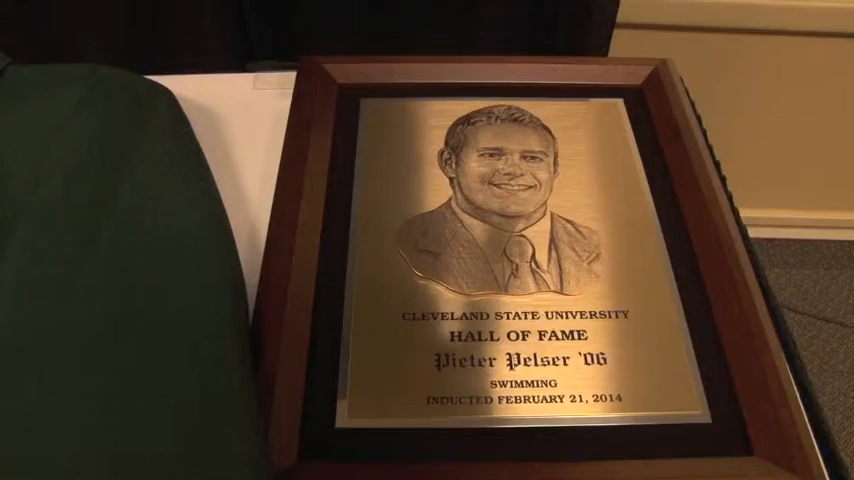 CLEVELAND STATE UNIVERSITY
HALL OF FAME
Pieter Pelser '06
SWIMMING
INDUCTED FEBRUARY 21, 2014